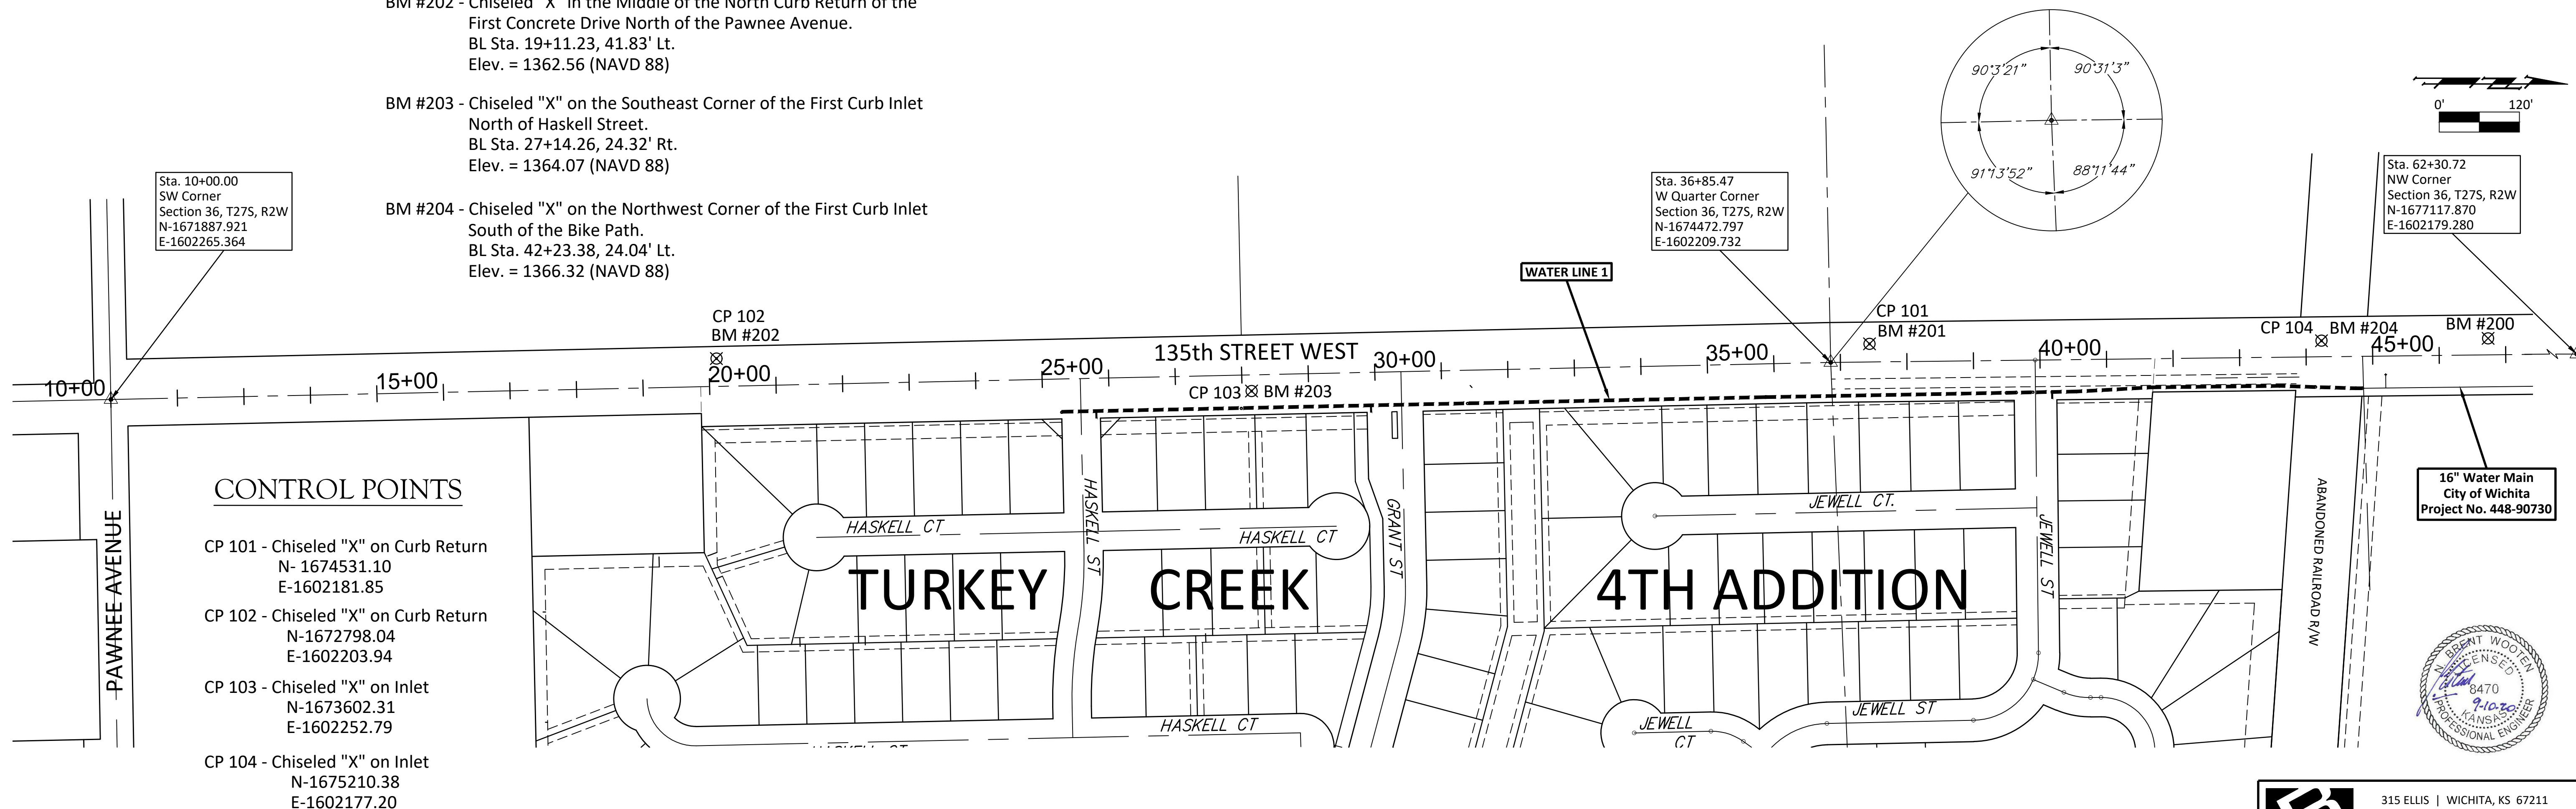 BM #202 - Chiseled "X" in the Middle of the North Curb Return of the
First Concrete Drive North of the Pawnee Avenue.
BL Sta. 19+11.23, 41.83' Lt.
Elev. = 1362.56 (NAVD 88)
BM #203 - Chiseled "X" on the Southeast Corner of the First Curb Inlet
North of Haskell Street.
BL Sta. 27+14.26, 24.32' Rt.
Elev. = 1364.07 (NAVD 88)
BM #204 - Chiseled "X" on the Northwest Corner of the First Curb Inlet
South of the Bike Path.
BL Sta. 42+23.38, 24.04' Lt.
Elev. = 1366.32 (NAVD 88)
90°3'21"
90°31'3"
91°13'52"
88°11'44"
0' 120'
Sta. 10+00.00
SW Corner
Section 36, T27S, R2W
N-1671887.921
E-1602265.364
Sta. 36+85.47
W Quarter Corner
Section 36, T27S, R2W
N-1674472.797
E-1602209.732
Sta. 62+30.72
NW Corner
Section 36, T27S, R2W
N-1677117.870
E-1602179.280
WATER LINE 1
CP 102
BM #202
CP 101
BM #201
CP 104
BM #204
BM #200
135th STREET WEST
10+00
15+00
20+00
25+00
30+00
35+00
40+00
45+00
CP 103
BM #203
16" Water Main
City of Wichita
Project No. 448-90730
PAWNEE AVENUE
HASKELL ST
GRANT ST
JEWELL ST
ABANDONED RAILROAD R/W
HASKELL CT
HASKELL CT
JEWELL CT.
TURKEY CREEK 4TH ADDITION
HASKELL CT
HASKELL CT
JEWELL
CT
JEWELL ST
CONTROL POINTS
CP 101 - Chiseled "X" on Curb Return
N- 1674531.10
E-1602181.85
CP 102 - Chiseled "X" on Curb Return
N-1672798.04
E-1602203.94
CP 103 - Chiseled "X" on Inlet
N-1673602.31
E-1602252.79
CP 104 - Chiseled "X" on Inlet
N-1675210.38
E-1602177.20
N. BRENT WOOTEN
LICENSED
8470
9-10-20
KANSAS
PROFESSIONAL ENGINEER
315 ELLIS | WICHITA, KS 67211